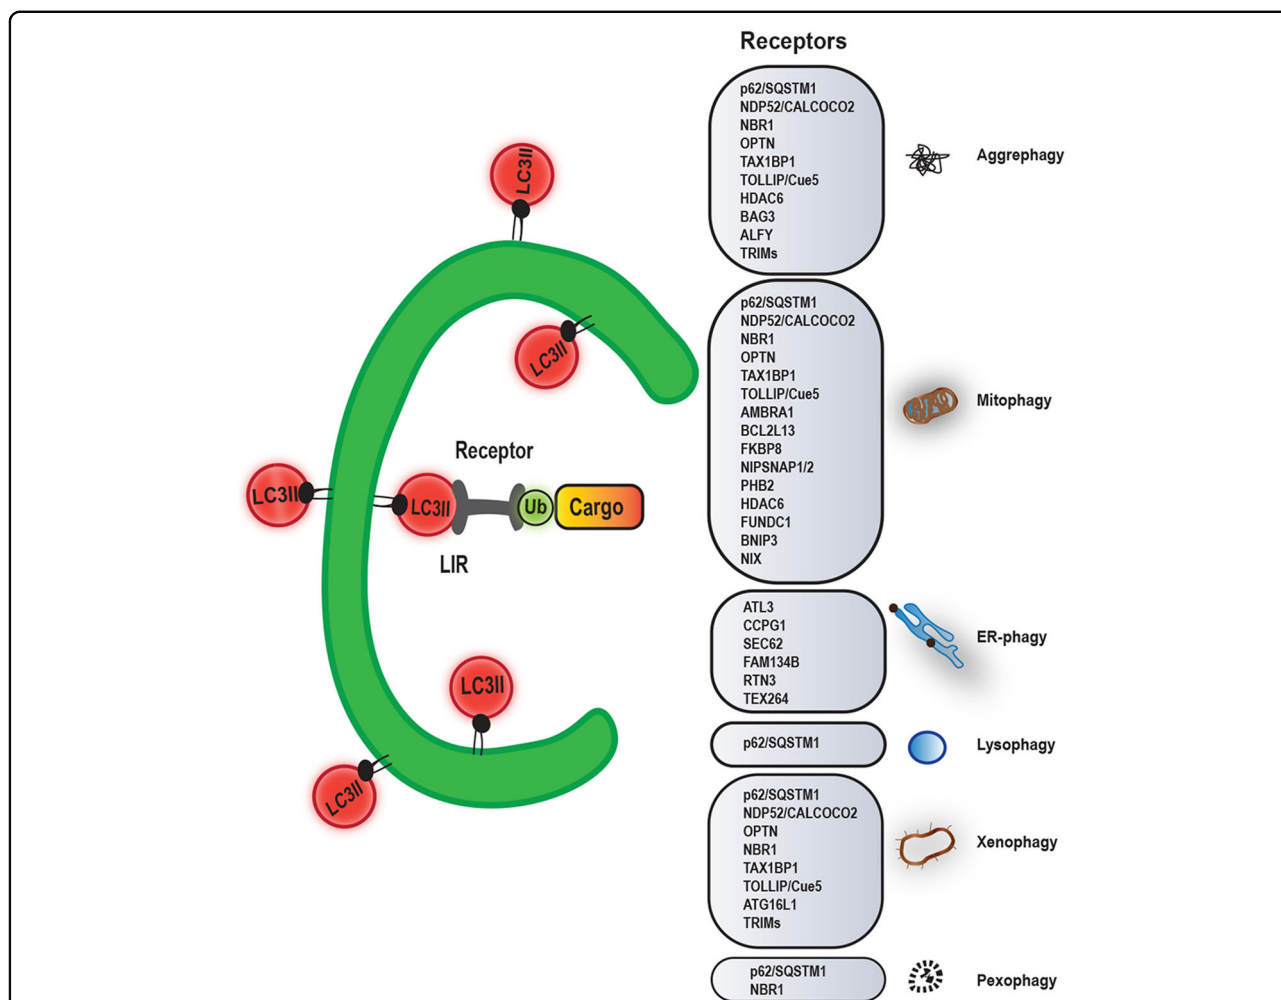 Receptors
p62/SQSTM1
NDP52/CALCOCO2
NBR1
OPTN
TAX1BP1
TOLLIP/Cue5
HDAC6
BAG3
ALFY
TRIMs
Aggrephagy
p62/SQSTM1
NDP52/CALCOCO2
NBR1
OPTN
TAX1BP1
TOLLIP/Cue5
AMBRA1
BCL2L13
FKBP8
NIPSNAP1/2
PHB2
HDAC6
FUNDC1
BNIP3
NIX
Mitophagy
ATL3
CCPG1
SEC62
FAM134B
RTN3
TEX264
ER-phagy
p62/SQSTM1
Lysophagy
p62/SQSTM1
NDP52/CALCOCO2
OPTN
NBR1
TAX1BP1
TOLLIP/Cue5
ATG16L1
TRIMs
Xenophagy
p62/SQSTM1
NBR1
Pexophagy
LC3II
LC3II
Receptor
LC3II
LC3II
Ub
Cargo
LIR
LC3II
LC3II